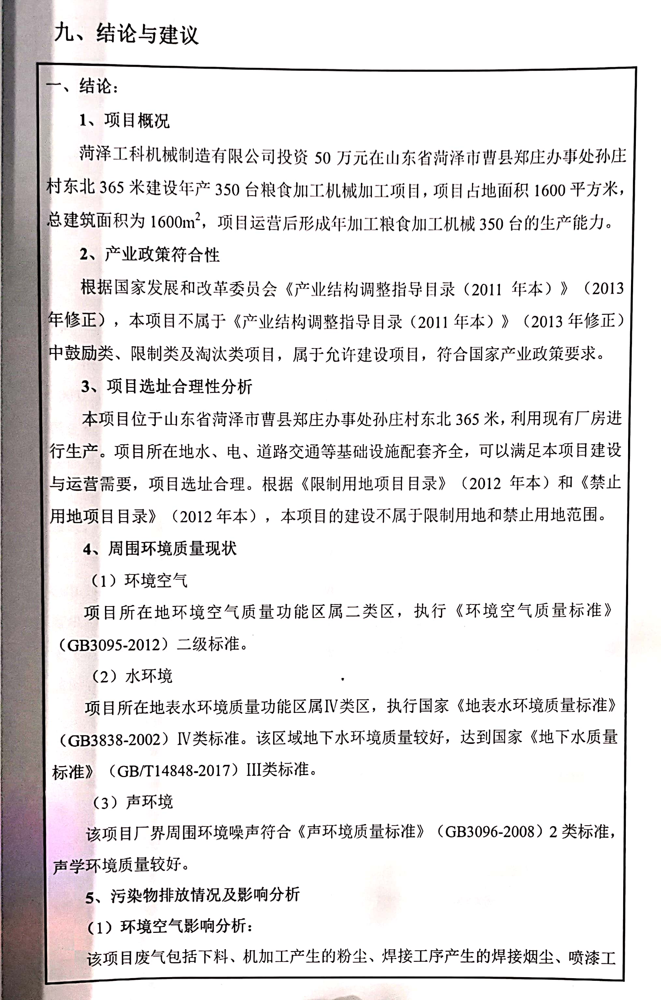 九、结论与建议
一、结论：
1、项目概况
菏泽工科机械制造有限公司投资 50 万元在山东省菏泽市曹县郑庄办事处孙庄
村东北 365 米建设年产 350 台粮食加工机械加工项目，项目占地面积 1600 平方米，
总建筑面积为 1600m²，项目运营后形成年加工粮食加工机械 350 台的生产能力。
2、产业政策符合性
根据国家发展和改革委员会《产业结构调整指导目录（2011 年本）》（2013
年修正），本项目不属于《产业结构调整指导目录（2011 年本）》（2013 年修正）
中鼓励类、限制类及淘汰类项目，属于允许建设项目，符合国家产业政策要求。
3、项目选址合理性分析
本项目位于山东省菏泽市曹县郑庄办事处孙庄村东北 365 米，利用现有厂房进
行生产。项目所在地水、电、道路交通等基础设施配套齐全，可以满足本项目建设
与运营需要，项目选址合理。根据《限制用地项目目录》（2012 年本）和《禁止
用地项目目录》（2012 年本），本项目的建设不属于限制用地和禁止用地范围。
4、周围环境质量现状
（1）环境空气
项目所在地环境空气质量功能区属二类区，执行《环境空气质量标准》
（GB3095-2012）二级标准。
（2）水环境
项目所在地表水环境质量功能区属Ⅳ类区，执行国家《地表水环境质量标准》
（GB3838-2002）Ⅳ类标准。该区域地下水环境质量较好，达到国家《地下水质量
标准》（GB/T14848-2017）III类标准。
（3）声环境
该项目厂界周围环境噪声符合《声环境质量标准》（GB3096-2008）2 类标准，
声学环境质量较好。
5、污染物排放情况及影响分析
（1）环境空气影响分析：
该项目废气包括下料、机加工产生的粉尘、焊接工序产生的焊接烟尘、喷漆工